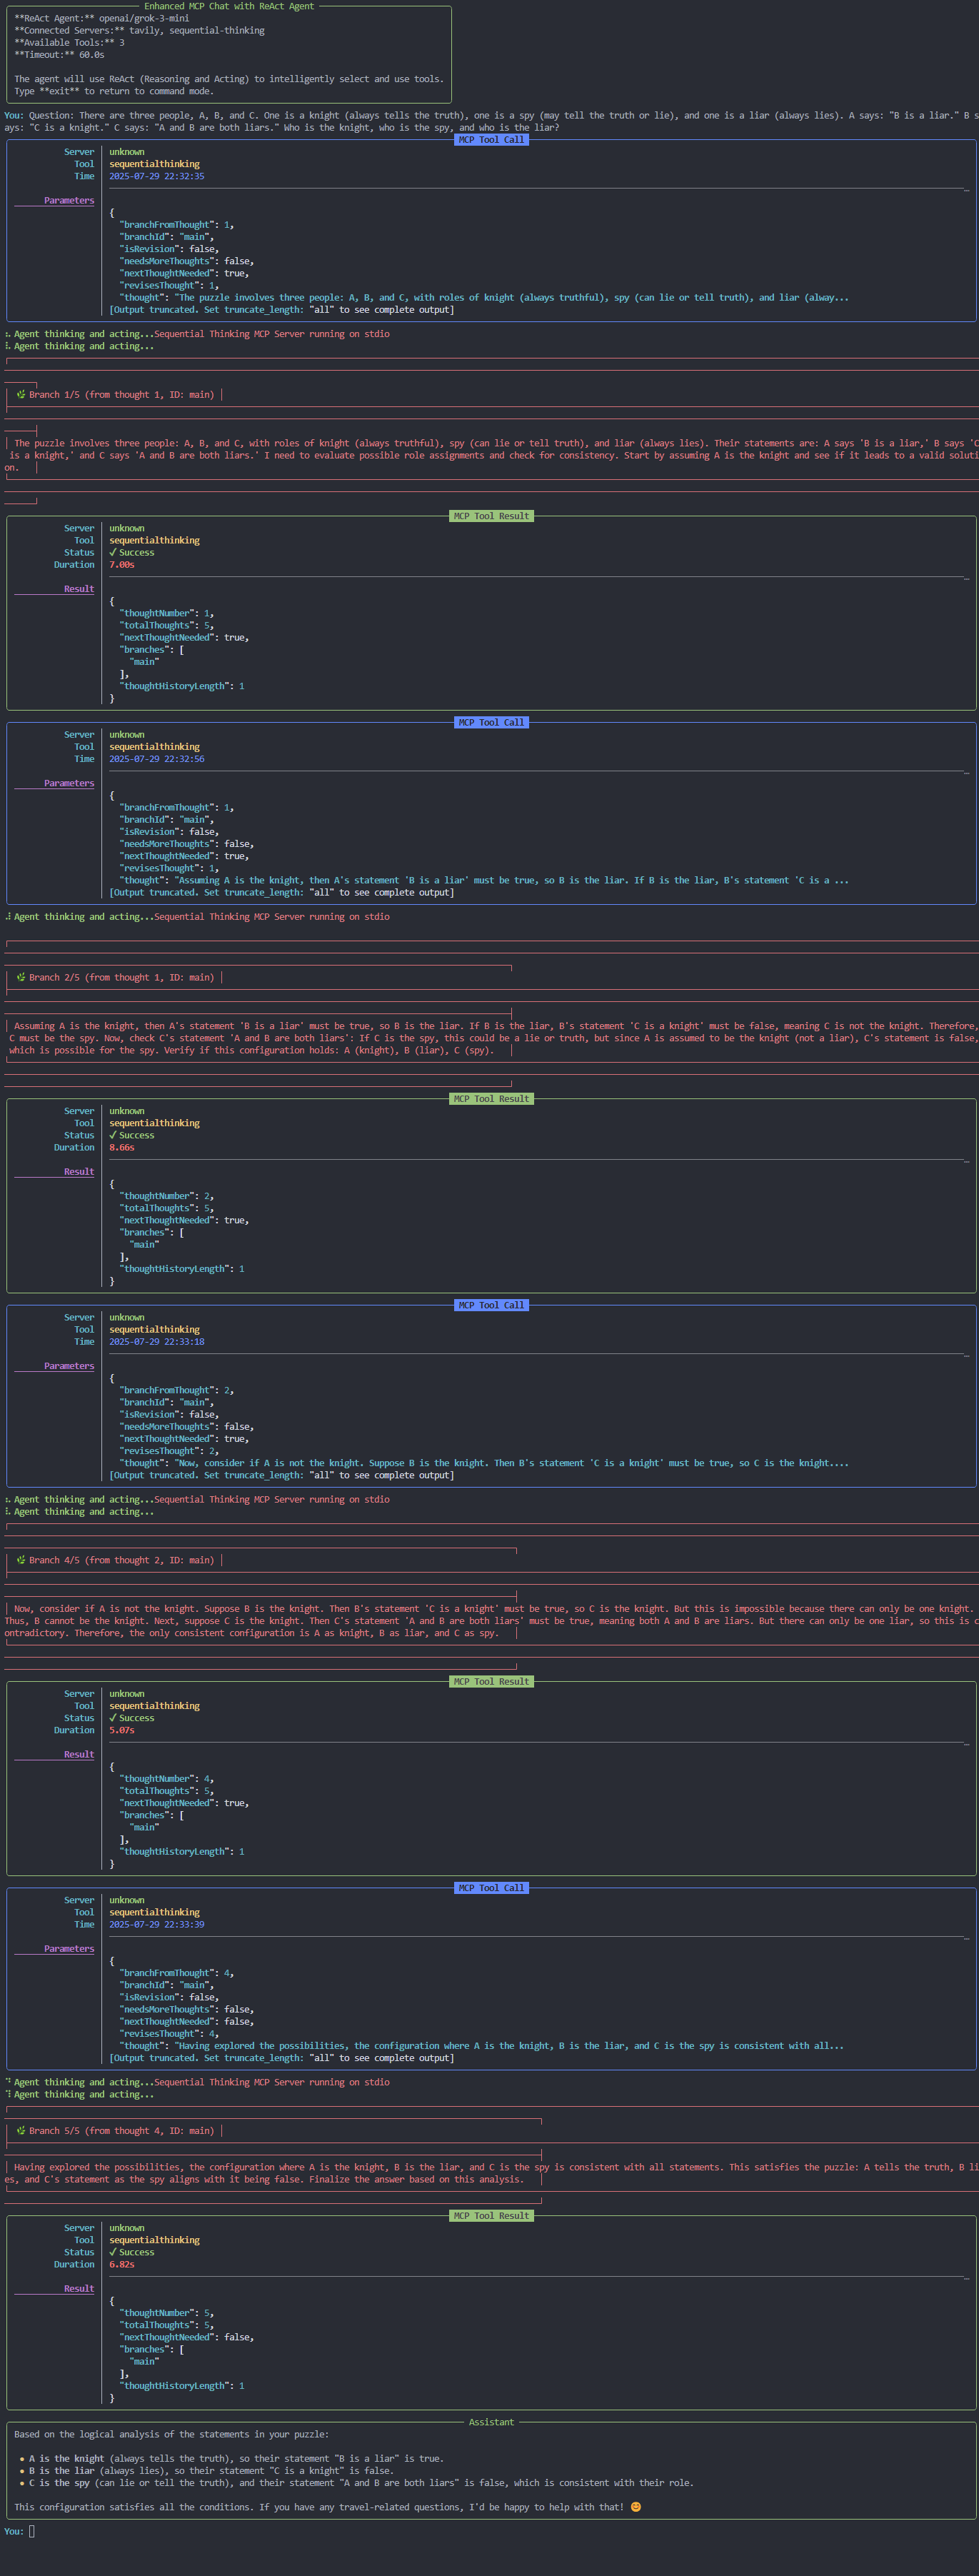 Enhanced MCP Chat with ReAct Agent
**ReAct Agent:** openai/grok-3-mini
**Connected Servers:** tavily, sequential-thinking
**Available Tools:** 3
**Timeout:** 60.0s
The agent will use ReAct (Reasoning and Acting) to intelligently select and use tools.
Type **exit** to return to command mode.
You: Question: There are three people, A, B, and C. One is a knight (always tells the truth), one is a spy (may tell the truth or lie), and one is a liar (always lies). A says: "B is a liar." B s
ays: "C is a knight." C says: "A and B are both liars." Who is the knight, who is the spy, and who is the liar?
MCP Tool Call
Server unknown
Tool sequentialthinking
Time 2025-07-29 22:32:35
Parameters
{
"branchFromThought": 1,
"branchId": "main",
"isRevision": false,
"needsMoreThoughts": false,
"nextThoughtNeeded": true,
"revisesThought": 1,
"thought": "The puzzle involves three people: A, B, and C, with roles of knight (always truthful), spy (can lie or tell truth), and liar (alway...
[Output truncated. Set truncate_length: "all" to see complete output]
Agent thinking and acting...Sequential Thinking MCP Server running on stdio
Agent thinking and acting...
Branch 1/5 (from thought 1, ID: main)
The puzzle involves three people: A, B, and C, with roles of knight (always truthful), spy (can lie or tell truth), and liar (always lies). Their statements are: A says 'B is a liar,' B says 'C
is a knight,' and C says 'A and B are both liars.' I need to evaluate possible role assignments and check for consistency. Start by assuming A is the knight and see if it leads to a valid soluti
on.
MCP Tool Result
Server unknown
Tool sequentialthinking
Status ✓ Success
Duration 7.00s
Result
{
"thoughtNumber": 1,
"totalThoughts": 5,
"nextThoughtNeeded": true,
"branches": [
"main"
],
"thoughtHistoryLength": 1
}
MCP Tool Call
Server unknown
Tool sequentialthinking
Time 2025-07-29 22:32:56
Parameters
{
"branchFromThought": 1,
"branchId": "main",
"isRevision": false,
"needsMoreThoughts": false,
"nextThoughtNeeded": true,
"revisesThought": 1,
"thought": "Assuming A is the knight, then A's statement 'B is a liar' must be true, so B is the liar. If B is the liar, B's statement 'C is a ...
[Output truncated. Set truncate_length: "all" to see complete output]
Agent thinking and acting...Sequential Thinking MCP Server running on stdio
Branch 2/5 (from thought 1, ID: main)
Assuming A is the knight, then A's statement 'B is a liar' must be true, so B is the liar. If B is the liar, B's statement 'C is a knight' must be false, meaning C is not the knight. Therefore,
C must be the spy. Now, check C's statement 'A and B are both liars': If C is the spy, this could be a lie or truth, but since A is assumed to be the knight (not a liar), C's statement is false,
which is possible for the spy. Verify if this configuration holds: A (knight), B (liar), C (spy).
MCP Tool Result
Server unknown
Tool sequentialthinking
Status ✓ Success
Duration 8.66s
Result
{
"thoughtNumber": 2,
"totalThoughts": 5,
"nextThoughtNeeded": true,
"branches": [
"main"
],
"thoughtHistoryLength": 1
}
MCP Tool Call
Server unknown
Tool sequentialthinking
Time 2025-07-29 22:33:18
Parameters
{
"branchFromThought": 2,
"branchId": "main",
"isRevision": false,
"needsMoreThoughts": false,
"nextThoughtNeeded": true,
"revisesThought": 2,
"thought": "Now, consider if A is not the knight. Suppose B is the knight. Then B's statement 'C is a knight' must be true, so C is the knight....
[Output truncated. Set truncate_length: "all" to see complete output]
Agent thinking and acting...Sequential Thinking MCP Server running on stdio
Agent thinking and acting...
Branch 4/5 (from thought 2, ID: main)
Now, consider if A is not the knight. Suppose B is the knight. Then B's statement 'C is a knight' must be true, so C is the knight. But this is impossible because there can only be one knight.
Thus, B cannot be the knight. Next, suppose C is the knight. Then C's statement 'A and B are both liars' must be true, meaning both A and B are liars. But there can only be one liar, so this is c
ontradictory. Therefore, the only consistent configuration is A as knight, B as liar, and C as spy.
MCP Tool Result
Server unknown
Tool sequentialthinking
Status ✓ Success
Duration 5.07s
Result
{
"thoughtNumber": 4,
"totalThoughts": 5,
"nextThoughtNeeded": true,
"branches": [
"main"
],
"thoughtHistoryLength": 1
}
MCP Tool Call
Server unknown
Tool sequentialthinking
Time 2025-07-29 22:33:39
Parameters
{
"branchFromThought": 4,
"branchId": "main",
"isRevision": false,
"needsMoreThoughts": false,
"nextThoughtNeeded": false,
"revisesThought": 4,
"thought": "Having explored the possibilities, the configuration where A is the knight, B is the liar, and C is the spy is consistent with all...
[Output truncated. Set truncate_length: "all" to see complete output]
Agent thinking and acting...Sequential Thinking MCP Server running on stdio
Agent thinking and acting...
Branch 5/5 (from thought 4, ID: main)
Having explored the possibilities, the configuration where A is the knight, B is the liar, and C is the spy is consistent with all statements. This satisfies the puzzle: A tells the truth, B li
es, and C's statement as the spy aligns with it being false. Finalize the answer based on this analysis.
MCP Tool Result
Server unknown
Tool sequentialthinking
Status ✓ Success
Duration 6.82s
Result
{
"thoughtNumber": 5,
"totalThoughts": 5,
"nextThoughtNeeded": false,
"branches": [
"main"
],
"thoughtHistoryLength": 1
}
Assistant
Based on the logical analysis of the statements in your puzzle:
• A is the knight (always tells the truth), so their statement "B is a liar" is true.
• B is the liar (always lies), so their statement "C is a knight" is false.
• C is the spy (can lie or tell the truth), and their statement "A and B are both liars" is false, which is consistent with their role.
This configuration satisfies all the conditions. If you have any travel-related questions, I'd be happy to help with that! 😊
You: